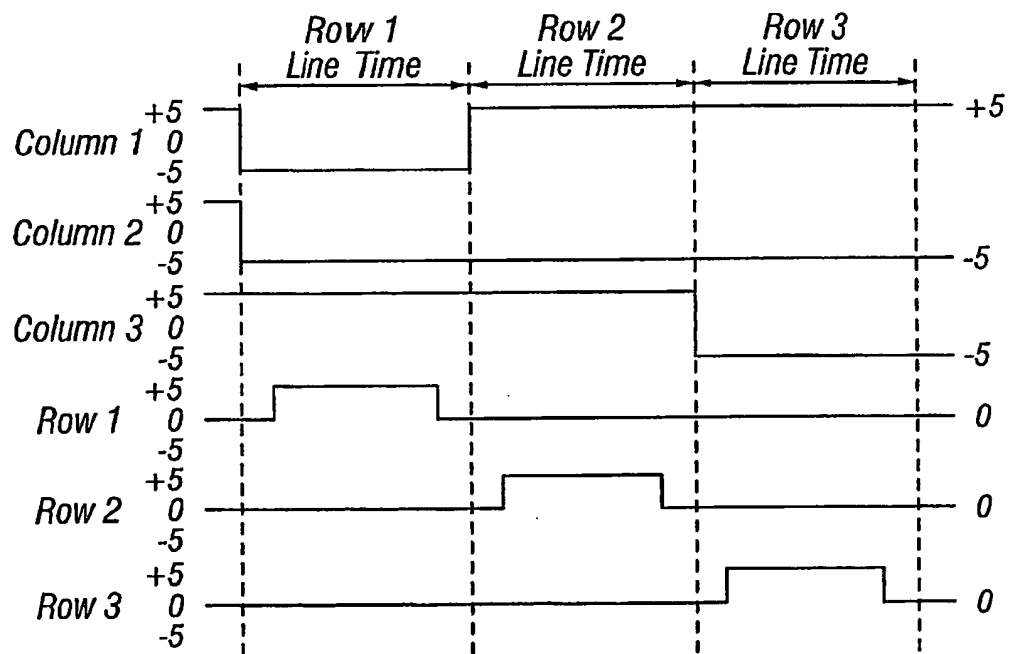 Row 1 Row 2 Row 3
Line Time Line Time Line Time
+5 +5
Column 1 0
-5
+5
Column 2 0
-5 -5
+5
Column 3 0
-5 -5
+5
Row 1 0 0
-5
+5
Row 2 0 0
-5
+5
Row 3 0 0
-5